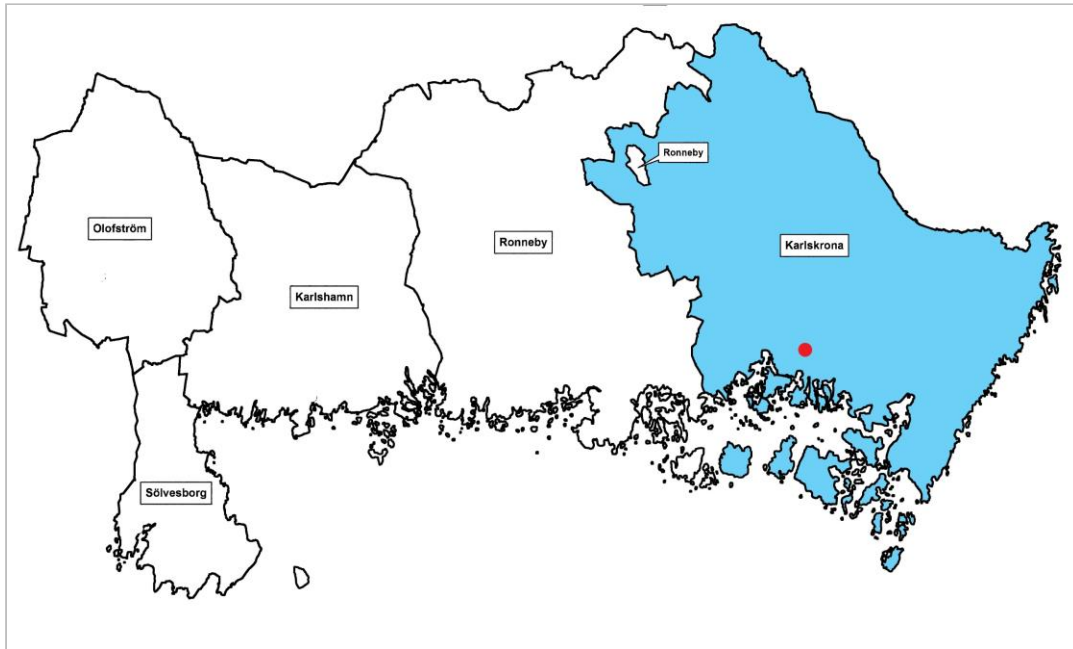 Ronneby
Olofström
Ronneby
Karlskrona
Karlshamn
Sölvesborg